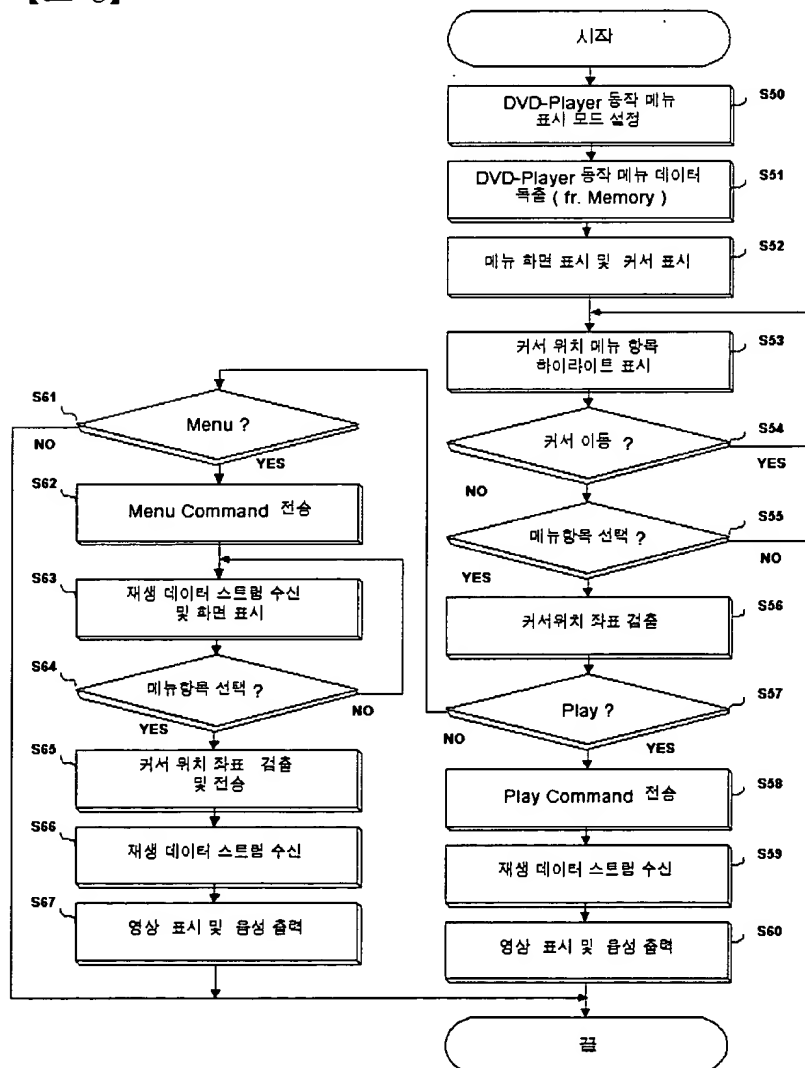 시작
S50
DVD-Player 동작 메뉴
표시 모드 설정
S51
DVD-Player 동작 메뉴 데이터
독출 ( fr. Memory )
S52
메뉴 화면 표시 및 커서 표시
S53
커서 위치 메뉴 항목
하이라이트 표시
S54
커서 이동 ?
YES
NO
S55
메뉴항목 선택 ?
NO
YES
S56
커서위치 좌표 검출
S57
Play ?
NO
YES
S58
Play Command 전송
S59
재생 데이터 스트림 수신
S60
영상 표시 및 음성 출력
S61
Menu ?
NO
YES
S62
Menu Command 전송
S63
재생 데이터 스트림 수신
및 화면 표시
S64
메뉴항목 선택 ?
NO
YES
S65
커서 위치 좌표 검출
및 전송
S66
재생 데이터 스트림 수신
S67
영상 표시 및 음성 출력
끝